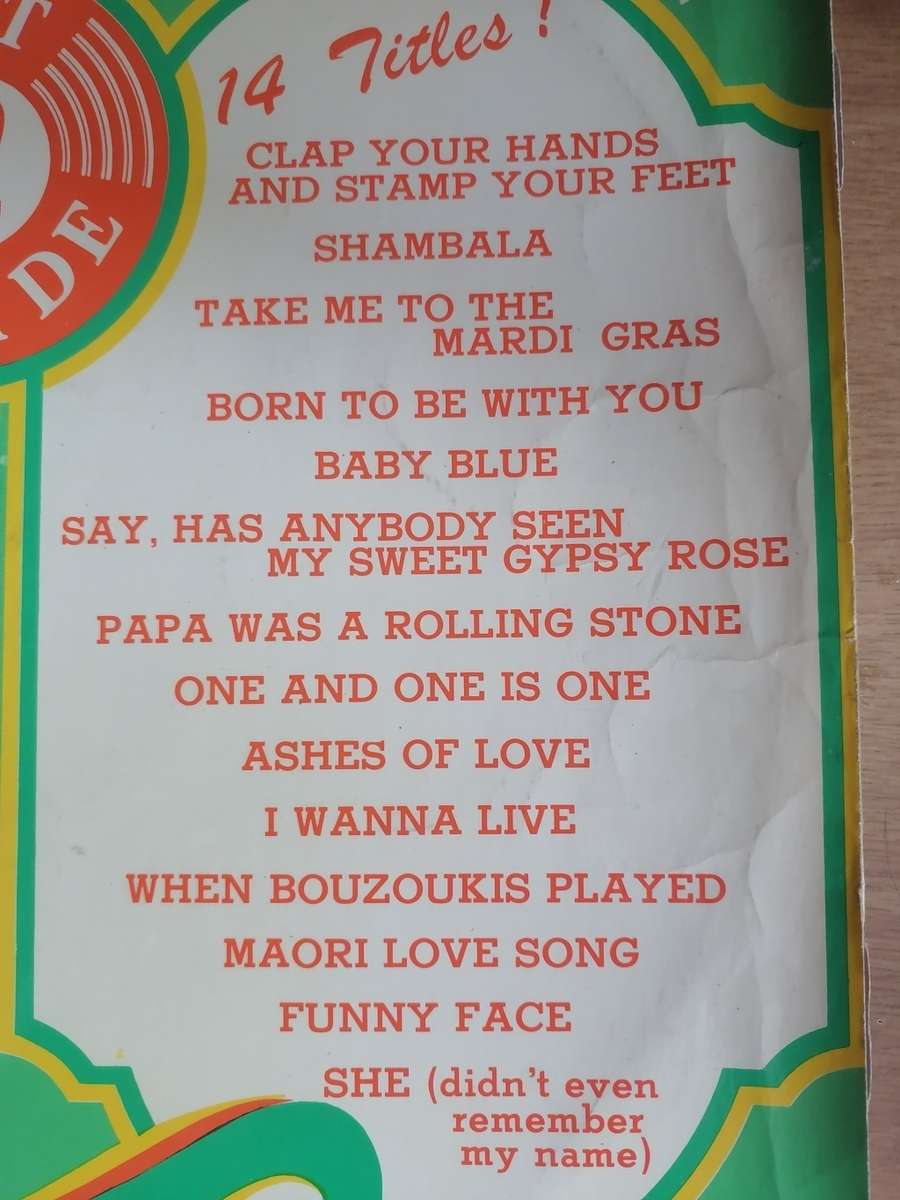 T
14 Titles!
CLAP YOUR HANDS
AND STAMP YOUR FEET
DE
SHAMBALA
TAKE ME TO THE
MARDI GRAS
BORN TO BE WITH YOU
BABY BLUE
SAY, HAS ANYBODY SEEN
MY SWEET GYPSY ROSE
PAPA WAS A ROLLING STONE
ONE AND ONE IS ONE
ASHES OF LOVE
I WANNA LIVE
WHEN BOUZOUKIS PLAYED
MAORI LOVE SONG
FUNNY FACE
SHE (didn't even
remember
my name)